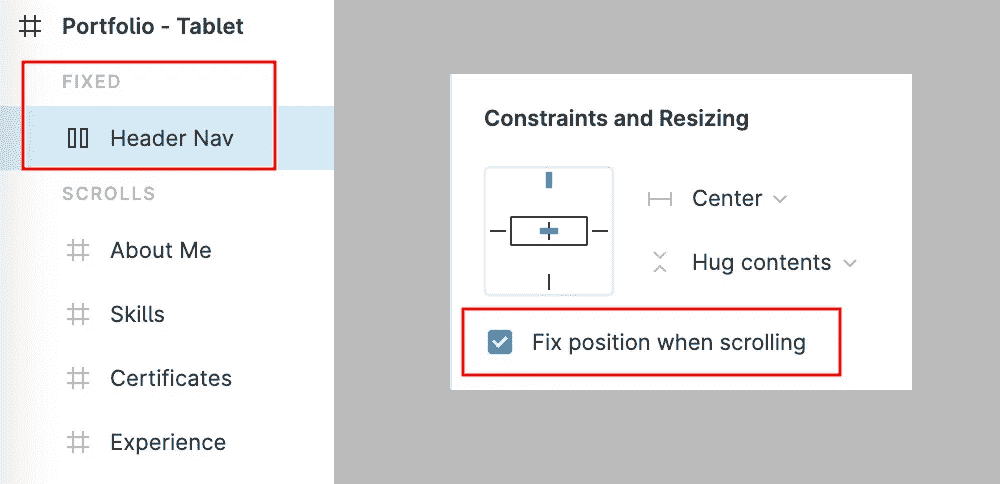 Portfolio - Tablet
FIXED
Header Nav
SCROLLS
About Me
Skills
Certificates
Experience
Constraints and Resizing
Center
Hug contents
Fix position when scrolling